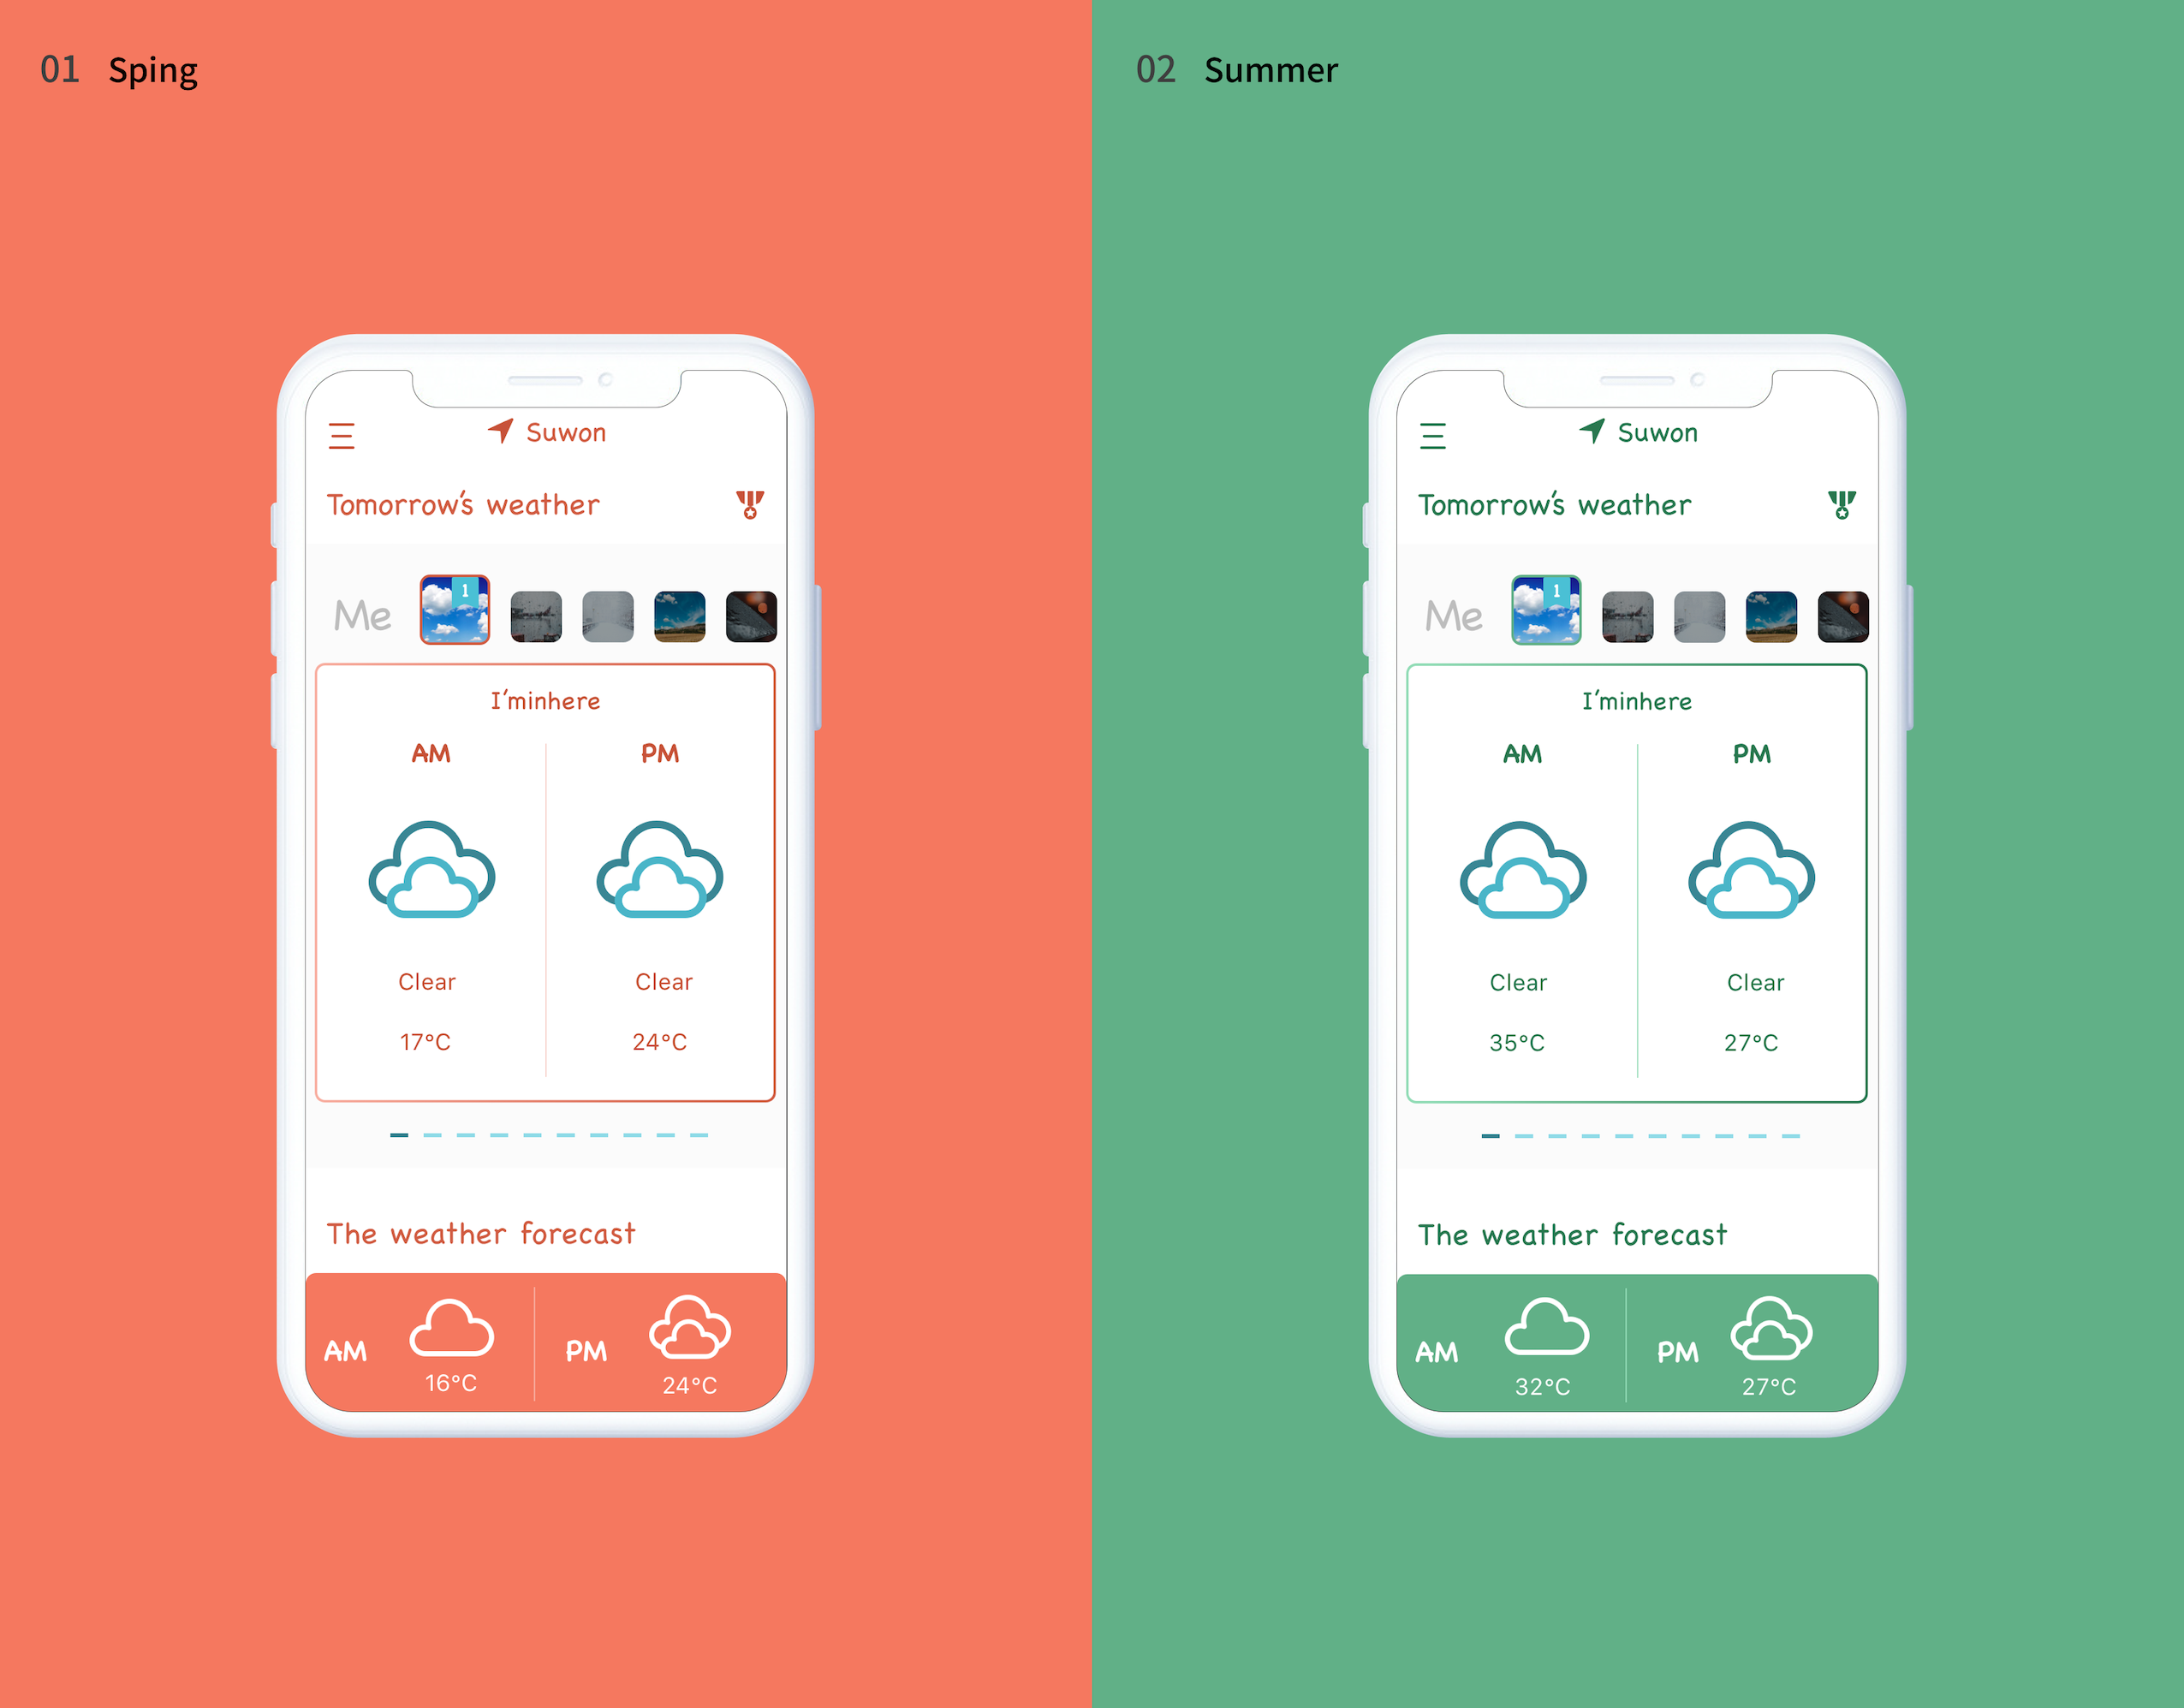 01 Sping
Suwon
Tomorrow's weather
Me
1
I'minhere
AM PM
Clear Clear
17°C 24°C
The weather forecast
AM 16°C PM 24°C
02 Summer
Suwon
Tomorrow's weather
Me
1
I'minhere
AM PM
Clear Clear
35°C 27°C
The weather forecast
AM 32°C PM 27°C